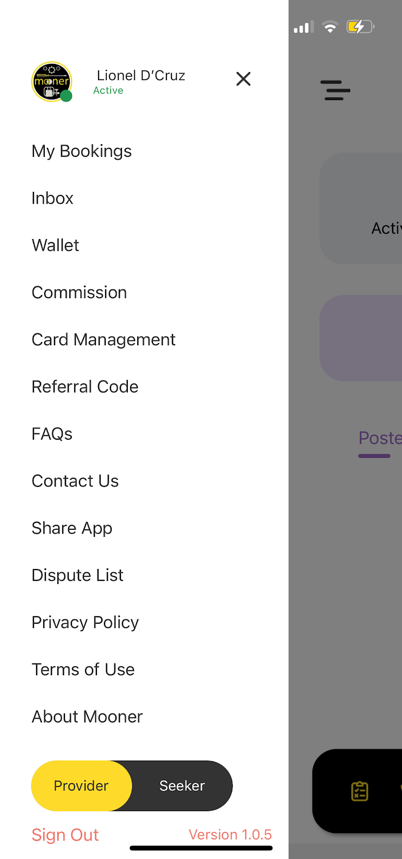 mooner
Lionel D'Cruz
Active
My Bookings
Inbox
Wallet
Commission
Card Management
Referral Code
FAQs
Contact Us
Share App
Dispute List
Privacy Policy
Terms of Use
About Mooner
Provider
Seeker
Sign Out
Version 1.0.5
Activ
Poste